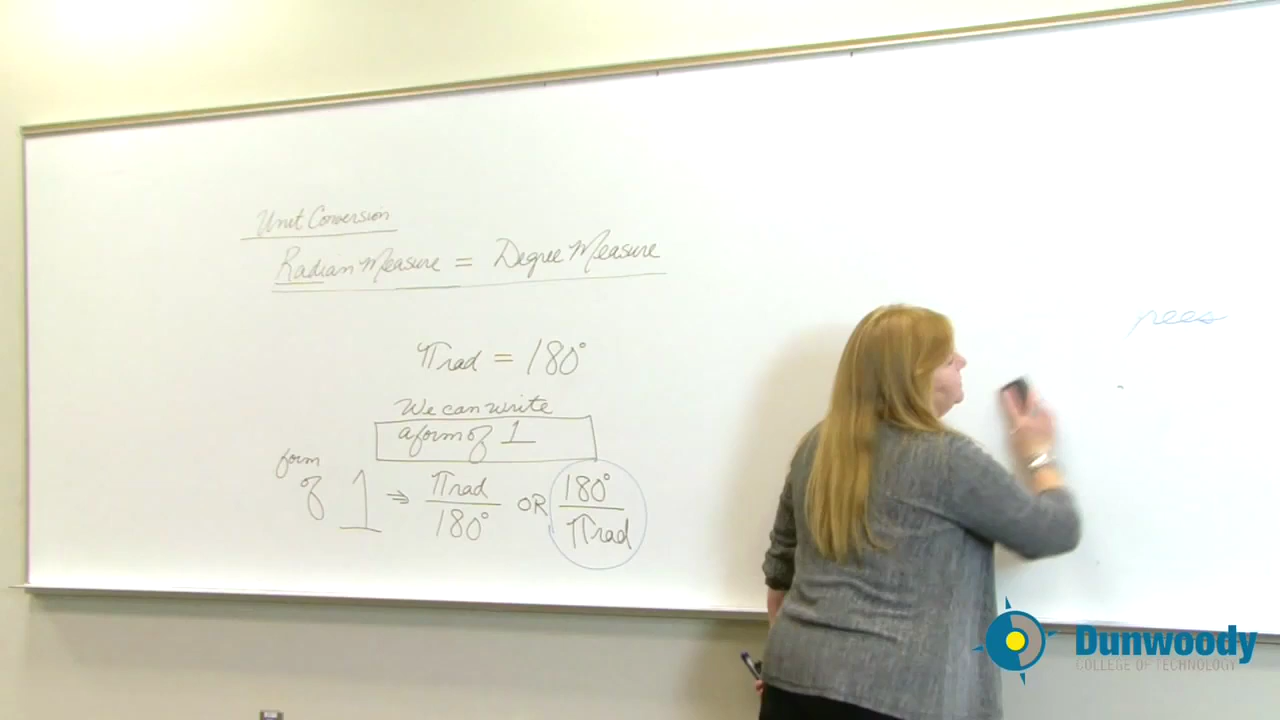 Unit Conversion
Radian Measure = Degree Measure
πrad = 180°
We can write
a form of 1
form
of 1 ⇒ πrad/180° OR 180°/πrad
rees
Dunwoody
COLLEGE OF TECHNOLOGY